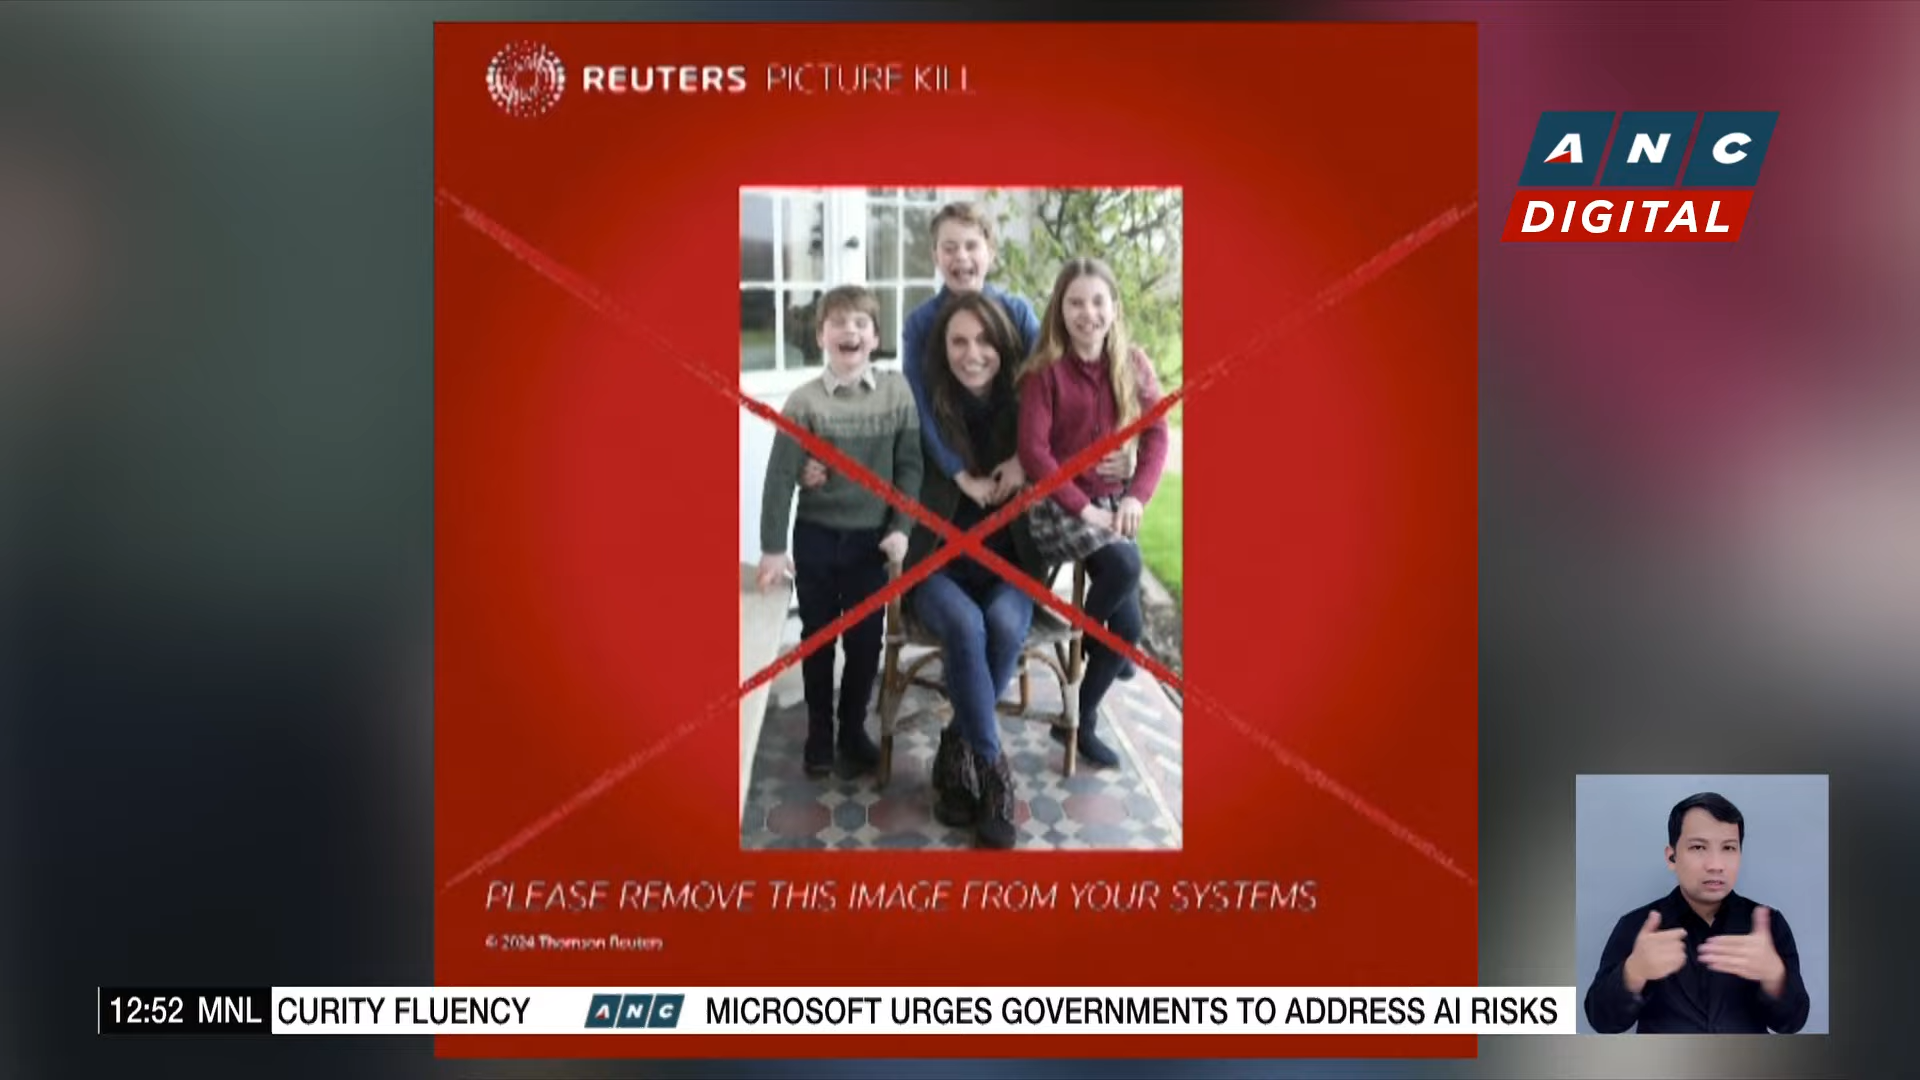 REUTERS PICTURE KILL
ANC
DIGITAL
PLEASE REMOVE THIS IMAGE FROM YOUR SYSTEMS
© 2024 Thomson Reuters
12:52 MNL CURITY FLUENCY ANC MICROSOFT URGES GOVERNMENTS TO ADDRESS AI RISKS